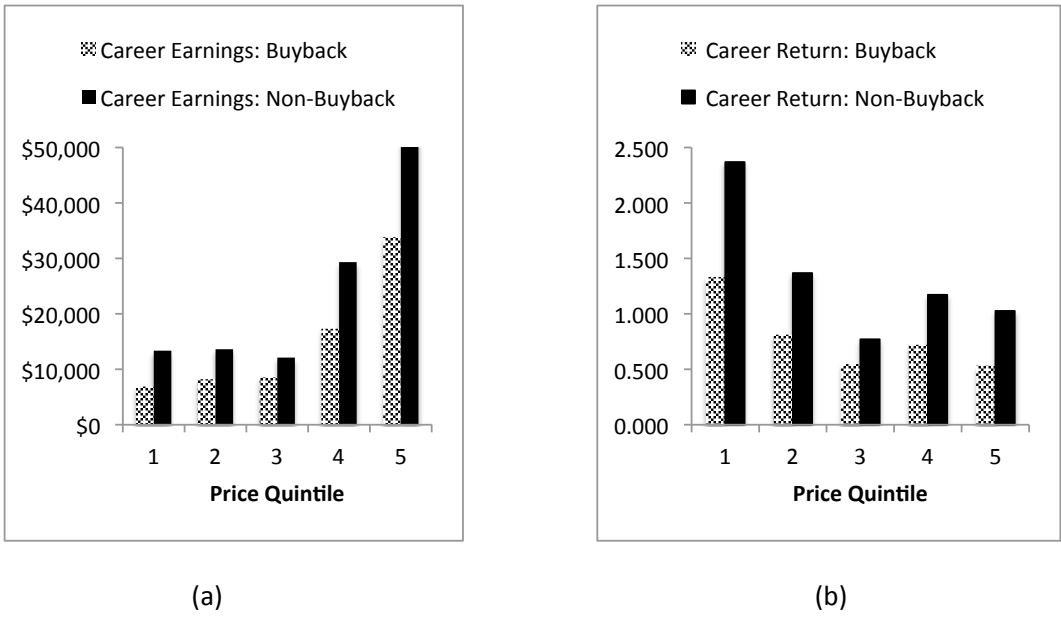 Career Earnings: Buyback
Career Earnings: Non-Buyback
$50,000
$40,000
$30,000
$20,000
$10,000
$0
1 2 3 4 5
Price Quintile
(a)
Career Return: Buyback
Career Return: Non-Buyback
2.500
2.000
1.500
1.000
0.500
0.000
1 2 3 4 5
Price Quintile
(b)